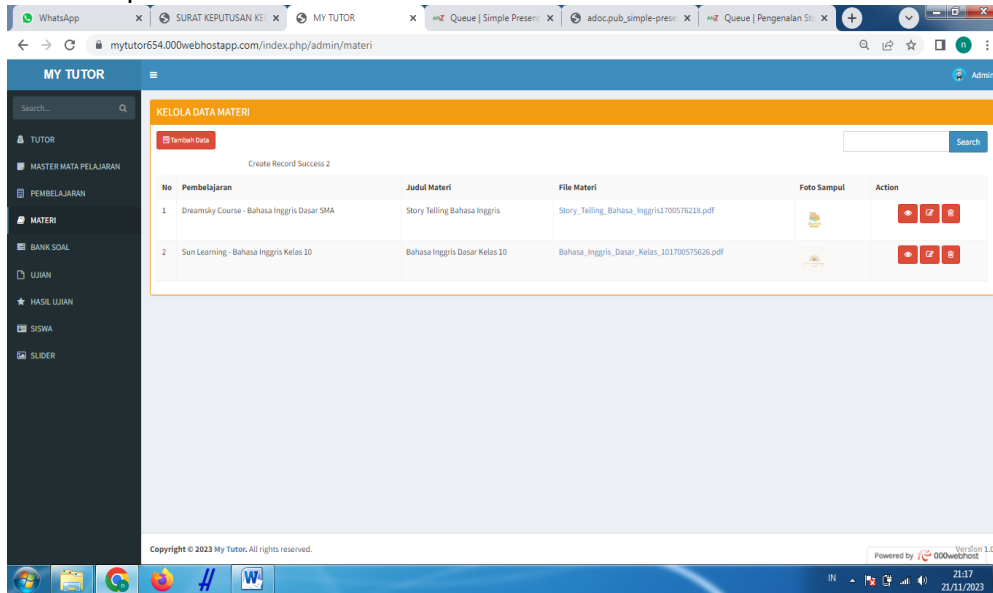 WhatsApp
SURAT KEPUTUSAN KE
MY TUTOR
Queue | Simple Present
adoc.pub_simple-prese
Queue | Pengenalan St
mytutor654.000webhostapp.com/index.php/admin/materi
n
MY TUTOR
Admin
Search...
KELOLA DATA MATERI
TUTOR
Tambah Data
Search
MASTER MATA PELAJARAN
Create Record Success 2
PEMBELAJARAN
No Pembelajaran Judul Materi File Materi Foto Sampul Action
MATERI
1 Dreamsky Course - Bahasa Inggris Dasar SMA Story Telling Bahasa Inggris Story_Telling_Bahasa_Inggris1700576218.pdf
BANK SOAL
2 Sun Learning - Bahasa Inggris Kelas 10 Bahasa Inggris Dasar Kelas 10 Bahasa_Inggris_Dasar_Kelas_101700575626.pdf
UJIAN
HASIL UJIAN
SISWA
SLIDER
Copyright © 2023 My Tutor. All rights reserved.
Version 1.0
Powered by 000webhost
IN
21:17
21/11/2023